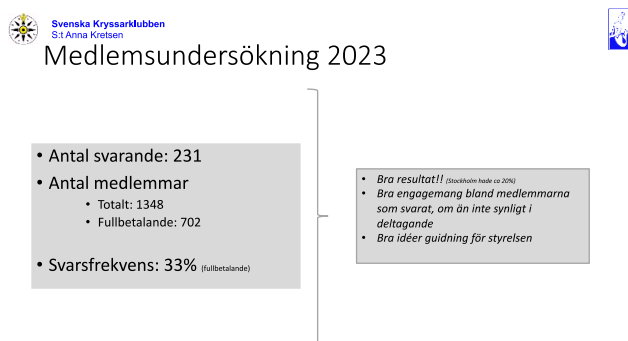 Svenska Kryssarklubben
S:t Anna Kretsen
Medlemsundersökning 2023
• Antal svarande: 231
• Antal medlemmar
• Totalt: 1348
• Fullbetalande: 702
• Svarsfrekvens: 33% (fullbetalande)
• Bra resultat!! (Stockholm hade ca 20%)
• Bra engagemang bland medlemmarna
som svarat, om än inte synligt i
deltagande
• Bra idéer guidning för styrelsen